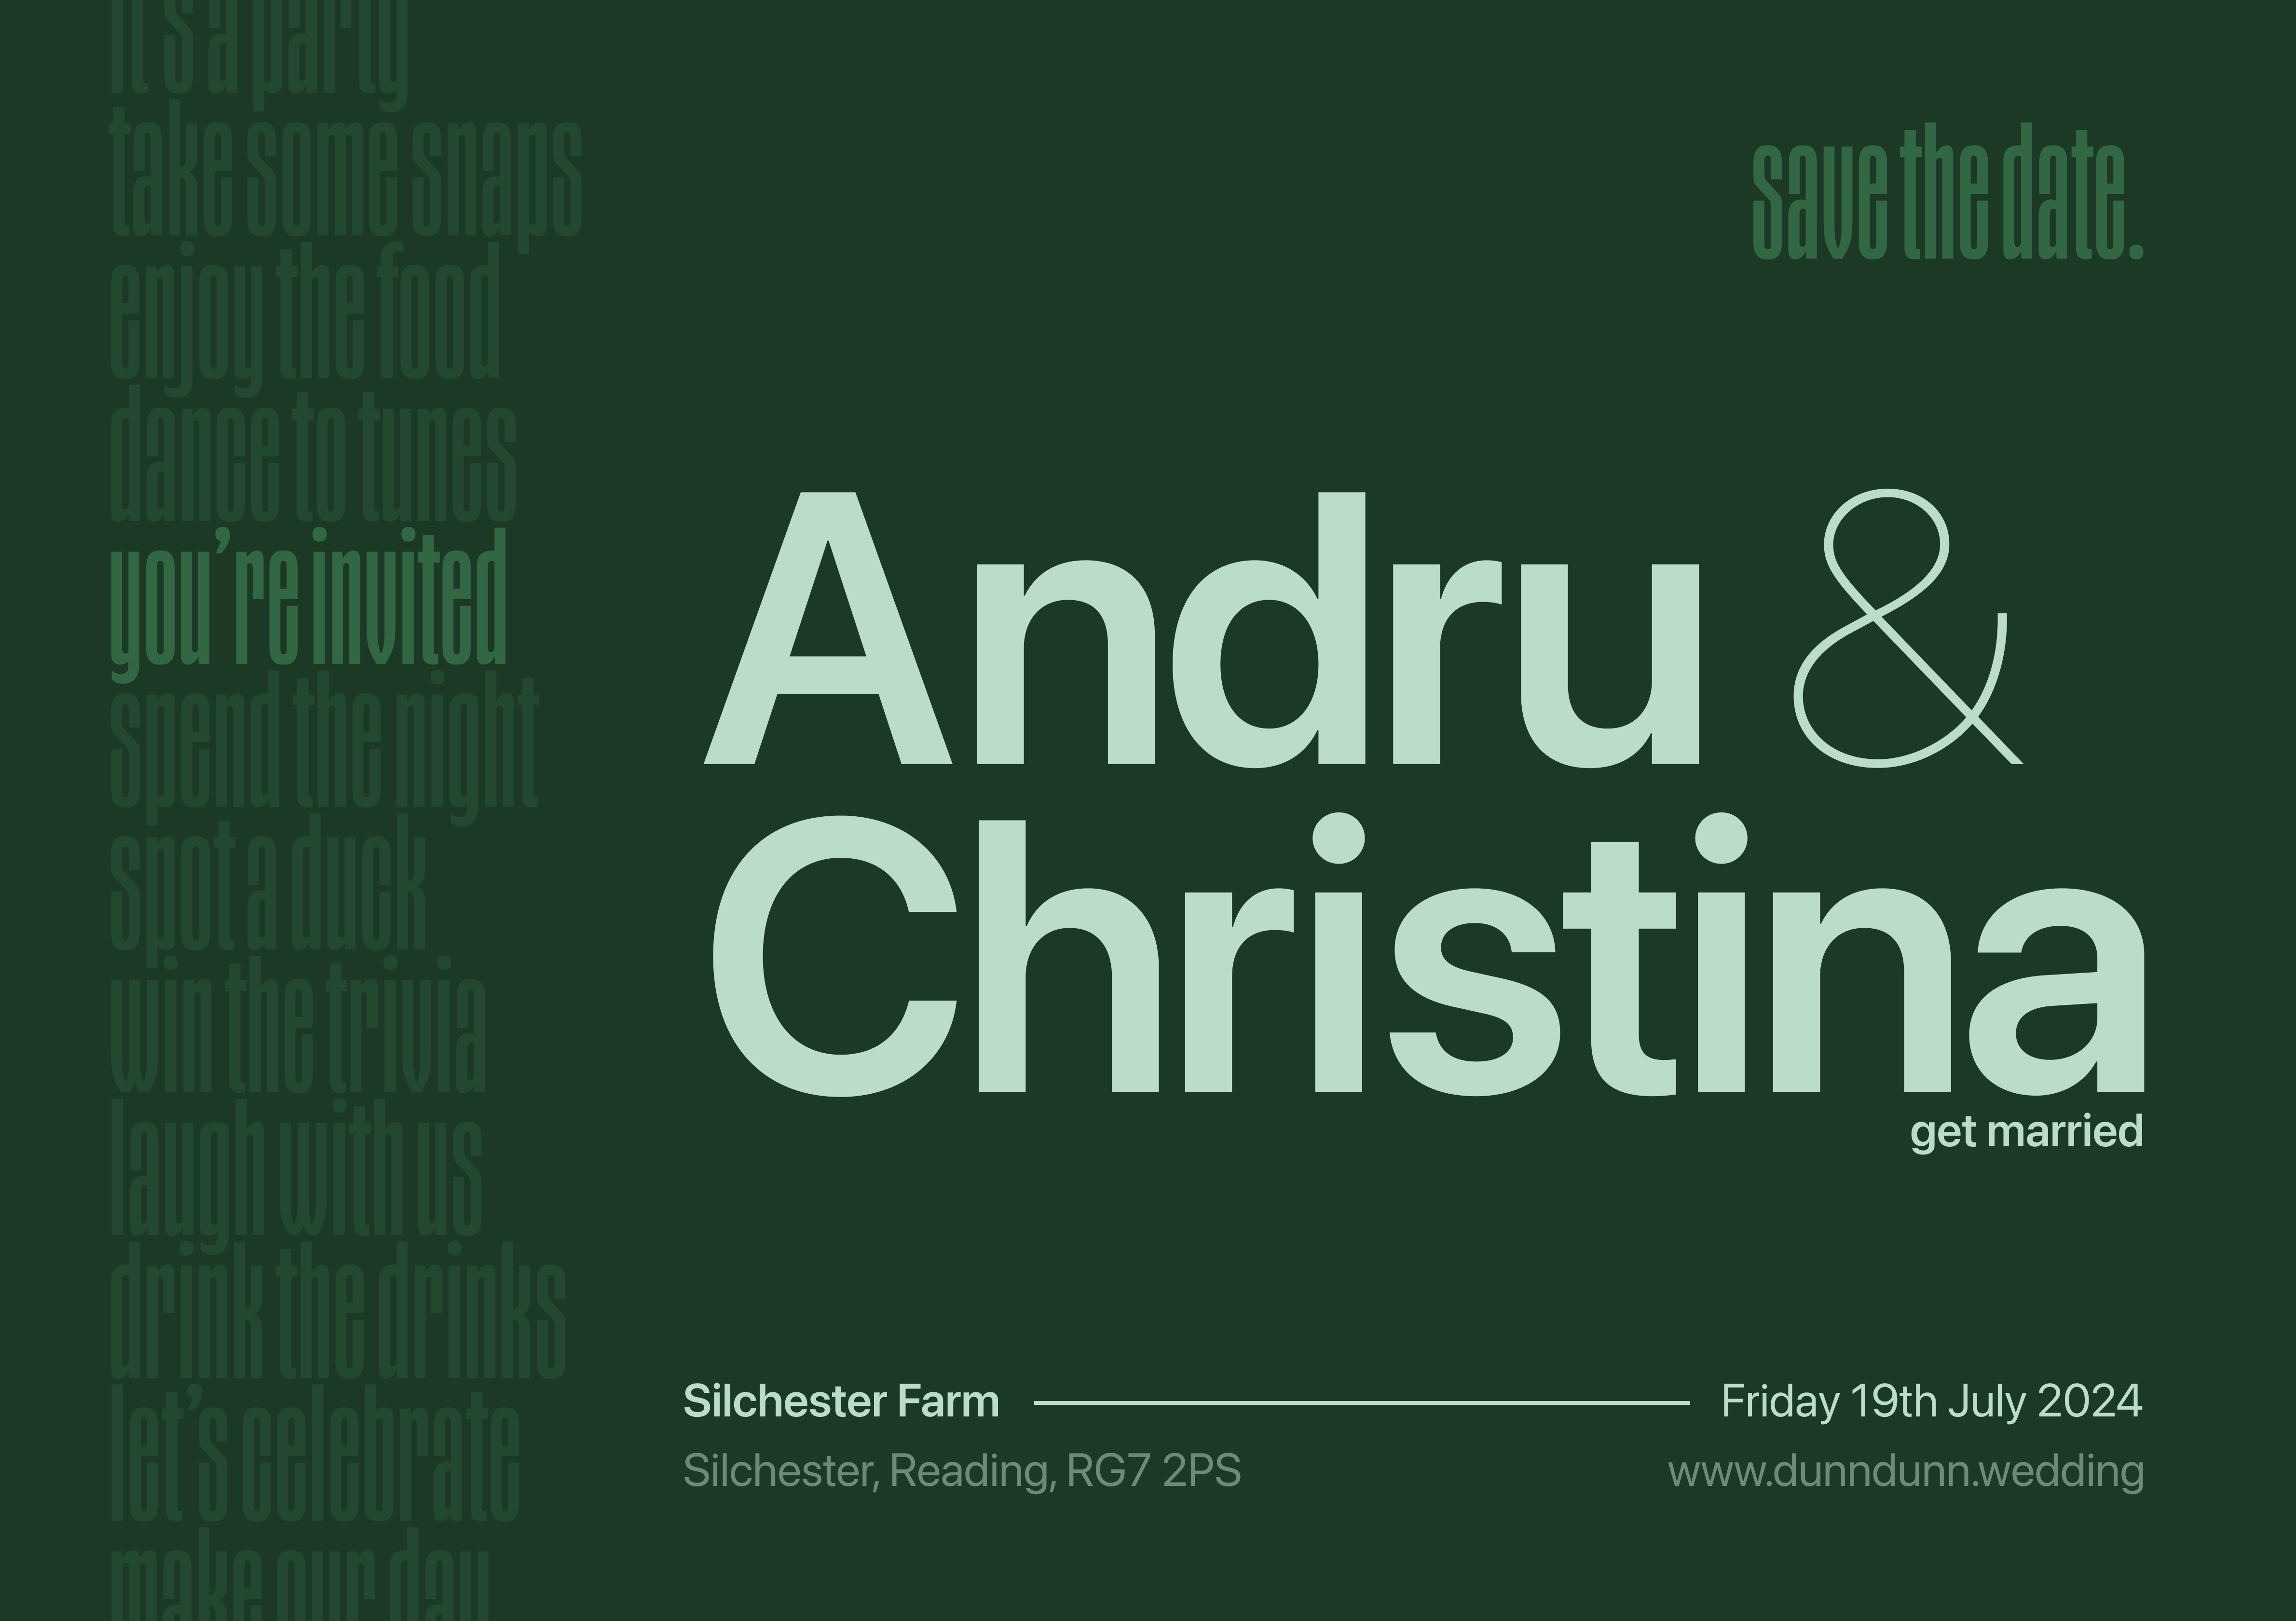 it's a party
take some snaps
enjoy the food
dance to tunes
you’re invited
spend the night
spot a duck
win the trivia
laugh with us
drink the drinks
let’s celebrate
make our day
save the date.
Andru &
Christina
get married
Silchester Farm
Friday 19th July 2024
Silchester, Reading, RG7 2PS
www.dunndunn.wedding